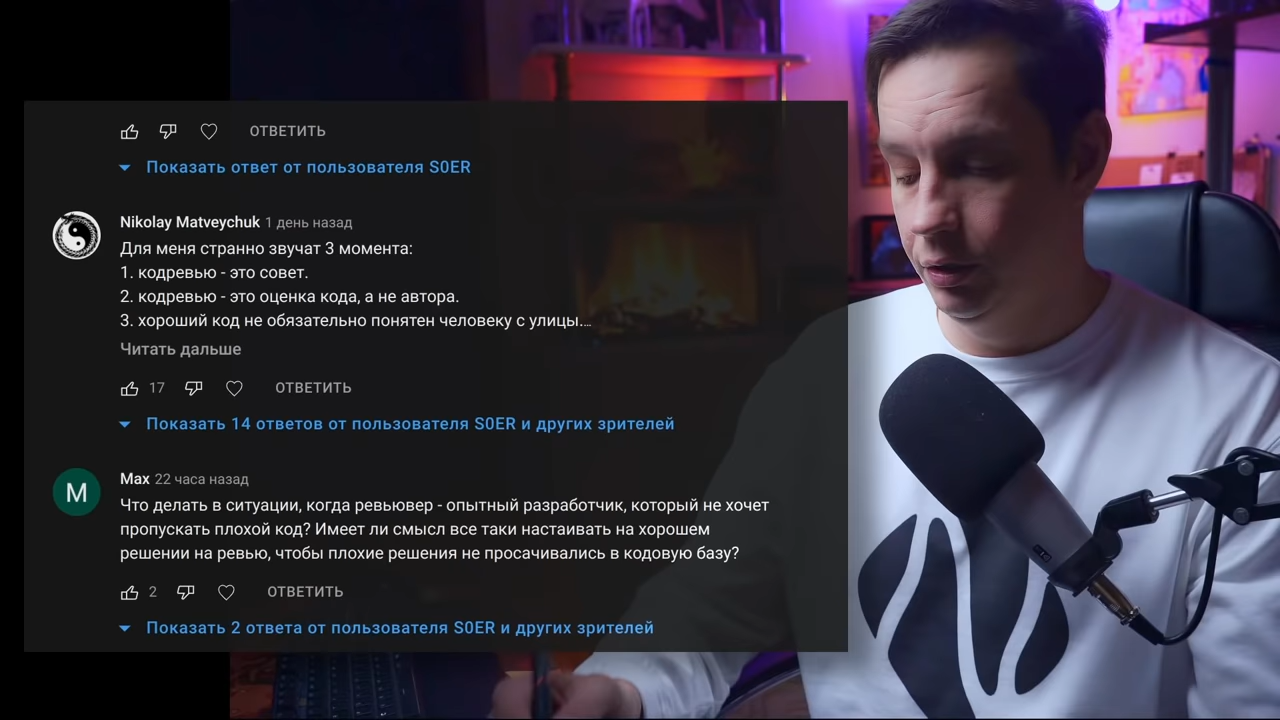 ОТВЕТИТЬ
Показать ответ от пользователя S0ER
Nikolay Matveychuk 1 день назад
Для меня странно звучат 3 момента:
1. кодревью - это совет.
2. кодревью - это оценка кода, а не автора.
3. хороший код не обязательно понятен человеку с улицы....
Читать дальше
17 ОТВЕТИТЬ
Показать 14 ответов от пользователя S0ER и других зрителей
M
Max 22 часа назад
Что делать в ситуации, когда ревьювер - опытный разработчик, который не хочет
пропускать плохой код? Имеет ли смысл все таки настаивать на хорошем
решении на ревью, чтобы плохие решения не просачивались в кодовую базу?
2 ОТВЕТИТЬ
Показать 2 ответа от пользователя S0ER и других зрителей